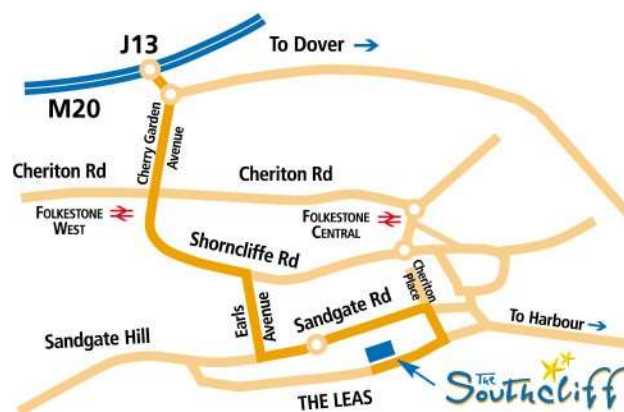 J13
To Dover
M20
Cherry Garden
Avenue
Cheriton Rd
Cheriton Rd
FOLKESTONE
WEST
FOLKESTONE
CENTRAL
Shorncliffe Rd
Cheriton
Place
Earls
Avenue
Sandgate Rd
To Harbour
Sandgate Hill
THE LEAS
The
Southcliff